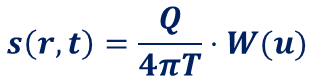 s(r, t) = Q / 4πT · W(u)